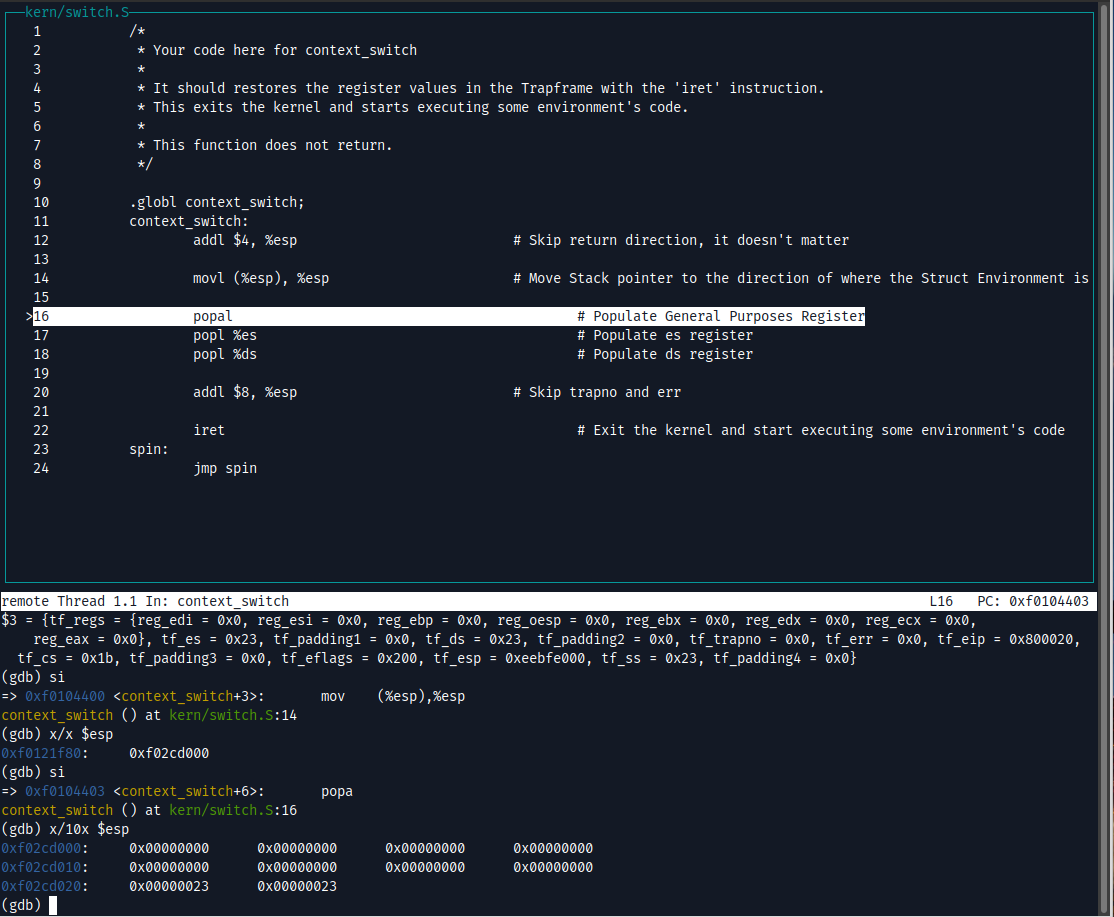 kern/switch.S
1 /*
2 * Your code here for context_switch
3 *
4 * It should restores the register values in the Trapframe with the 'iret' instruction.
5 * This exits the kernel and starts executing some environment's code.
6 *
7 * This function does not return.
8 */
9
10 .globl context_switch;
11 context_switch:
12 addl $4, %esp # Skip return direction, it doesn't matter
13
14 movl (%esp), %esp # Move Stack pointer to the direction of where the Struct Environment is
15
>16 popal # Populate General Purposes Register
17 popl %es # Populate es register
18 popl %ds # Populate ds register
19
20 addl $8, %esp # Skip trapno and err
21
22 iret # Exit the kernel and start executing some environment's code
23 spin:
24 jmp spin
remote Thread 1.1 In: context_switch L16 PC: 0xf0104403
$3 = {tf_regs = {reg_edi = 0x0, reg_esi = 0x0, reg_ebp = 0x0, reg_oesp = 0x0, reg_ebx = 0x0, reg_edx = 0x0, reg_ecx = 0x0,
reg_eax = 0x0}, tf_es = 0x23, tf_padding1 = 0x0, tf_ds = 0x23, tf_padding2 = 0x0, tf_trapno = 0x0, tf_err = 0x0, tf_eip = 0x800020,
tf_cs = 0x1b, tf_padding3 = 0x0, tf_eflags = 0x200, tf_esp = 0xeebfe000, tf_ss = 0x23, tf_padding4 = 0x0}
(gdb) si
=> 0xf0104400 <context_switch+3>: mov (%esp),%esp
context_switch () at kern/switch.S:14
(gdb) x/x $esp
0xf0121f80: 0xf02cd000
(gdb) si
=> 0xf0104403 <context_switch+6>: popa
context_switch () at kern/switch.S:16
(gdb) x/10x $esp
0xf02cd000: 0x00000000 0x00000000 0x00000000 0x00000000
0xf02cd010: 0x00000000 0x00000000 0x00000000 0x00000000
0xf02cd020: 0x00000023 0x00000023
(gdb)